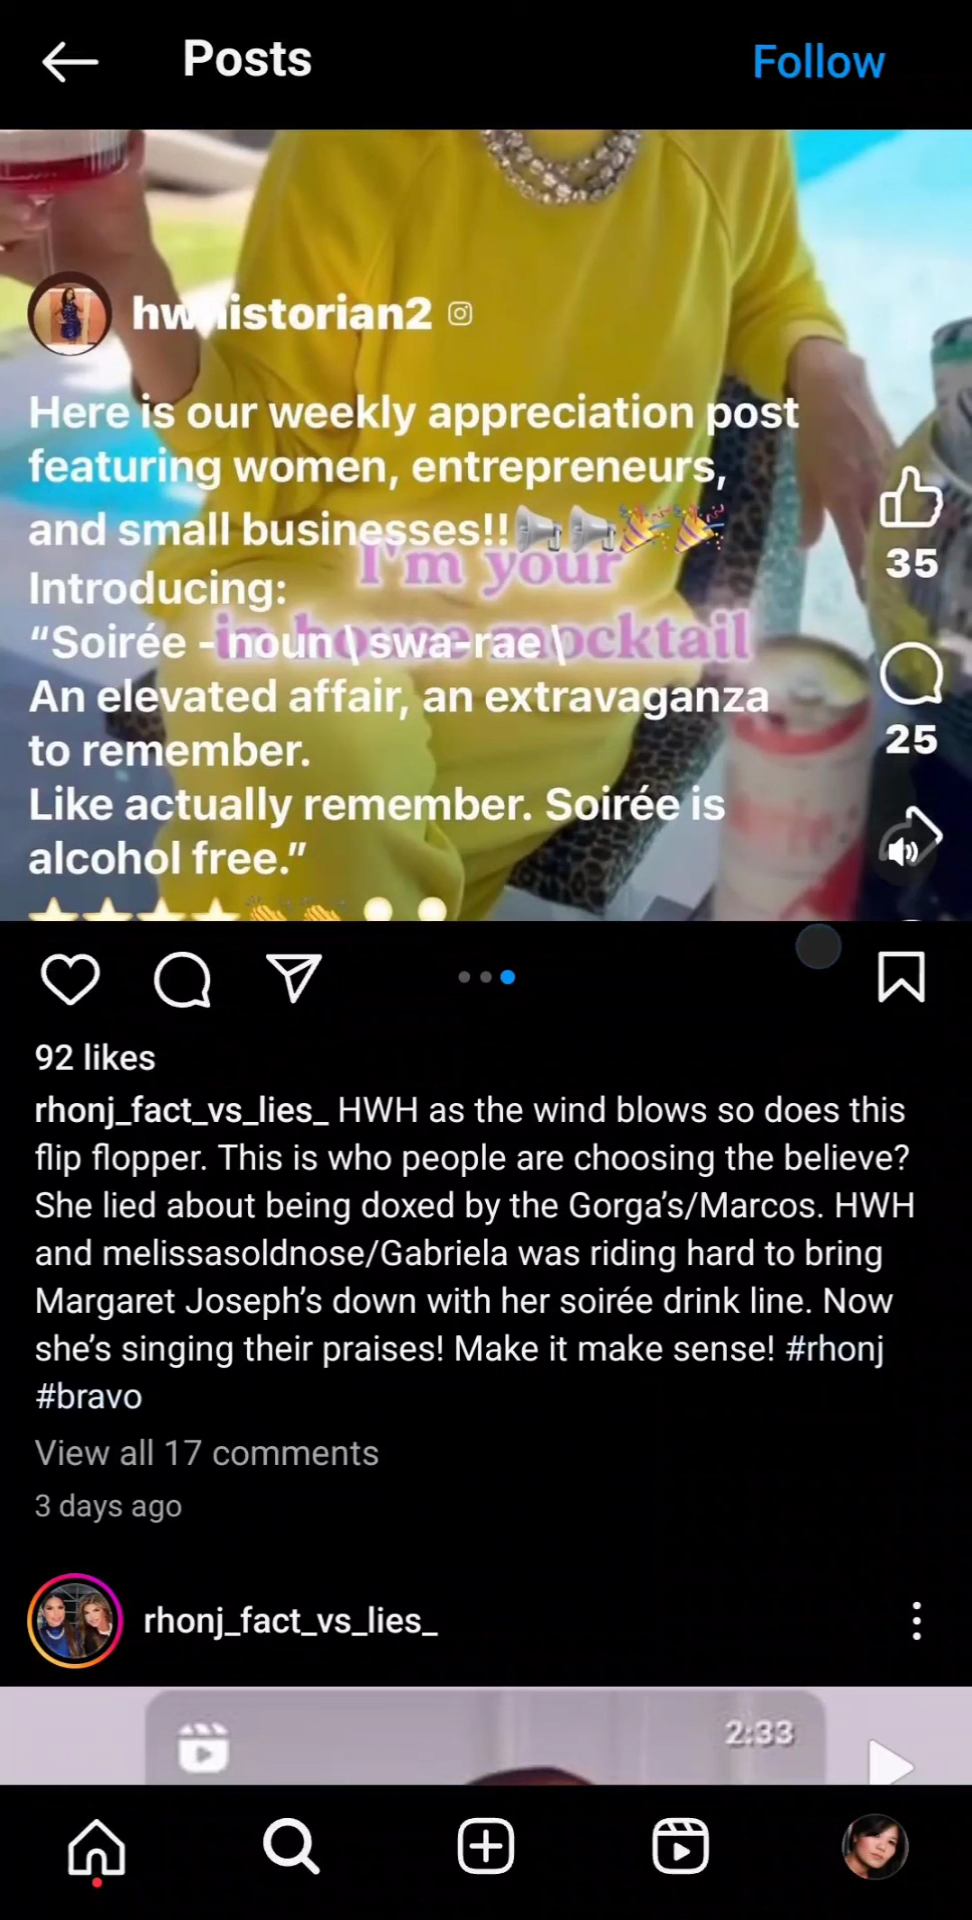 Posts
Follow
hwhistorian2
Here is our weekly appreciation post
featuring women, entrepreneurs,
and small businesses!!📢📢🎉🎉
I'm your
Introducing:
in house mocktail
“Soirée - noun \ swa-rae \
An elevated affair, an extravaganza
to remember.
Like actually remember. Soirée is
alcohol free.”
35
25
92 likes
rhonj_fact_vs_lies_ HWH as the wind blows so does this
flip flopper. This is who people are choosing the believe?
She lied about being doxed by the Gorga’s/Marcos. HWH
and melissasoldnose/Gabriela was riding hard to bring
Margaret Joseph’s down with her soirée drink line. Now
she’s singing their praises! Make it make sense! #rhonj
#bravo
View all 17 comments
3 days ago
rhonj_fact_vs_lies_
2:33